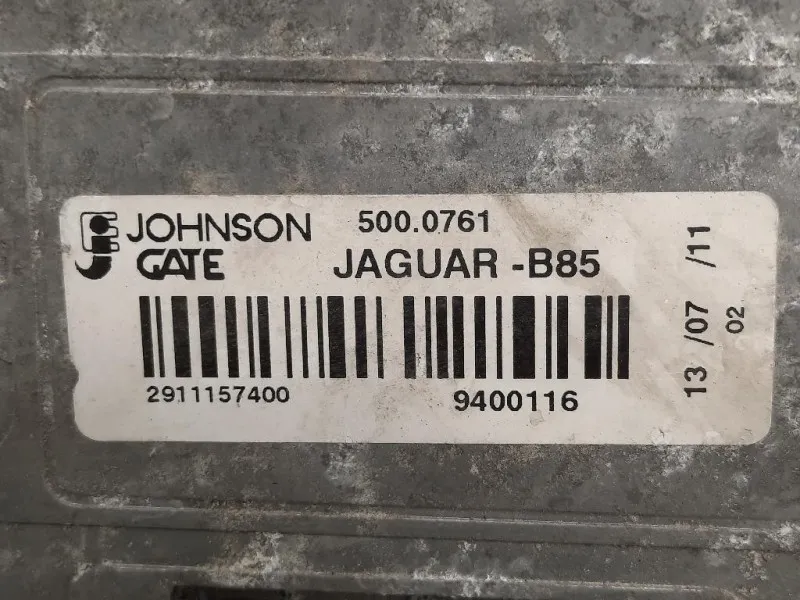 JOHNSON 500.0761
GATE JAGUAR -B85
2911157400 9400116
13 /07 /11
02